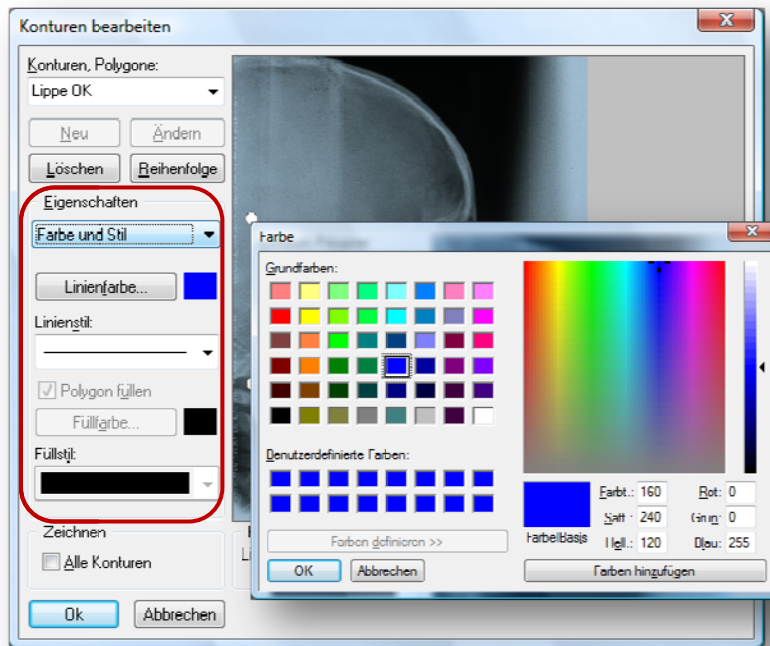 Konturen bearbeiten
Konturen, Polygone:
Lippe OK
Neu
Ändern
Löschen
Reihenfolge
Eigenschaften
Farbe und Stil
Linienfarbe...
Linienstil:
Polygon füllen
Füllfarbe...
Füllstil:
Zeichnen
Alle Konturen
Ok
Abbrechen
Farbe
Grundfarben:
Benutzerdefinierte Farben:
Farben definieren >>
OK
Abbrechen
Farbe|Basis
Farbt.: 160
Rot: 0
Sätt.: 240
Grün: 0
Hell.: 120
Blau: 255
Farben hinzufügen